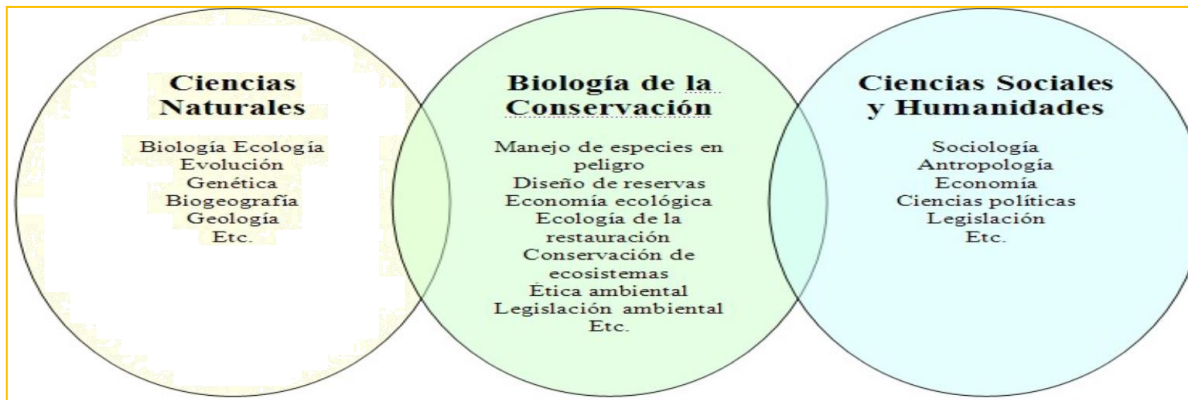 Ciencias
Naturales
Biología Ecología
Evolución
Genética
Biogeografía
Geología
Etc.
Biología de la
Conservación
Manejo de especies en
peligro
Diseño de reservas
Economía ecológica
Ecología de la
restauración
Conservación de
ecosistemas
Ética ambiental
Legislación ambiental
Etc.
Ciencias Sociales
y Humanidades
Sociología
Antropología
Economía
Ciencias políticas
Legislación
Etc.